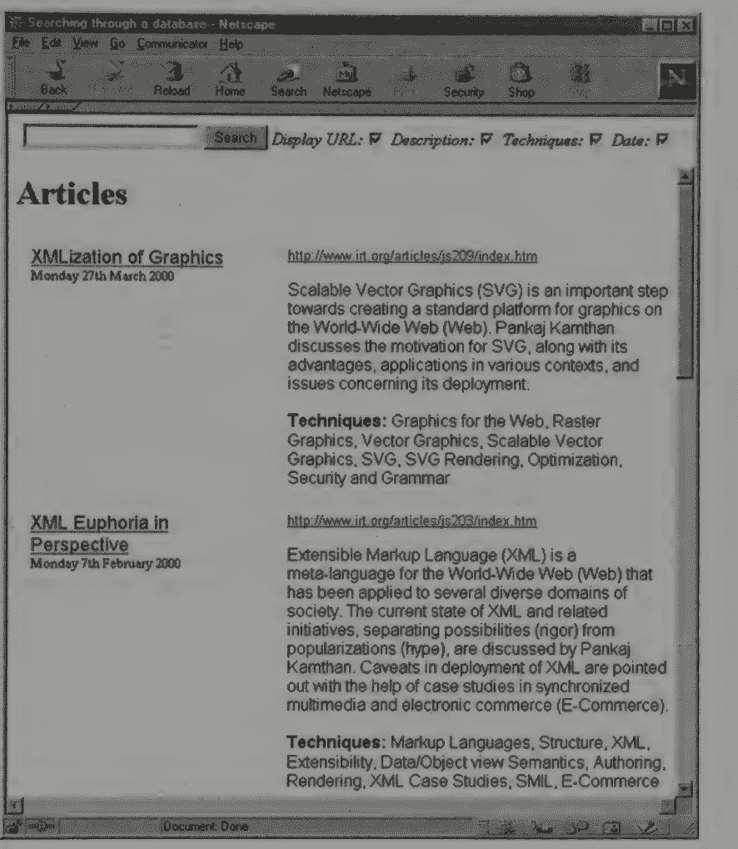 Searching through a database - Netscape
File Edit View Go Communicator Help
Back Reload Home Search Netscape Print Security Shop
Search Display URL: Description: Techniques: Date:
Articles
XMLization of Graphics
Monday 27th March 2000
http://www.irt.org/articles/js209/index.htm
Scalable Vector Graphics (SVG) is an important step
towards creating a standard platform for graphics on
the World-Wide Web (Web). Pankaj Kamthan
discusses the motivation for SVG, along with its
advantages, applications in various contexts, and
issues concerning its deployment.
Techniques: Graphics for the Web, Raster
Graphics, Vector Graphics, Scalable Vector
Graphics, SVG, SVG Rendering, Optimization,
Security and Grammar
XML Euphoria in
Perspective
Monday 7th February 2000
http://www.irt.org/articles/js203/index.htm
Extensible Markup Language (XML) is a
meta-language for the World-Wide Web (Web) that
has been applied to several diverse domains of
society. The current state of XML and related
initiatives, separating possibilities (rigor) from
popularizations (hype), are discussed by Pankaj
Kamthan. Caveats in deployment of XML are pointed
out with the help of case studies in synchronized
multimedia and electronic commerce (E-Commerce).
Techniques: Markup Languages, Structure, XML,
Extensibility, Data/Object view Semantics, Authoring,
Rendering, XML Case Studies, SMIL, E-Commerce
Document: Done